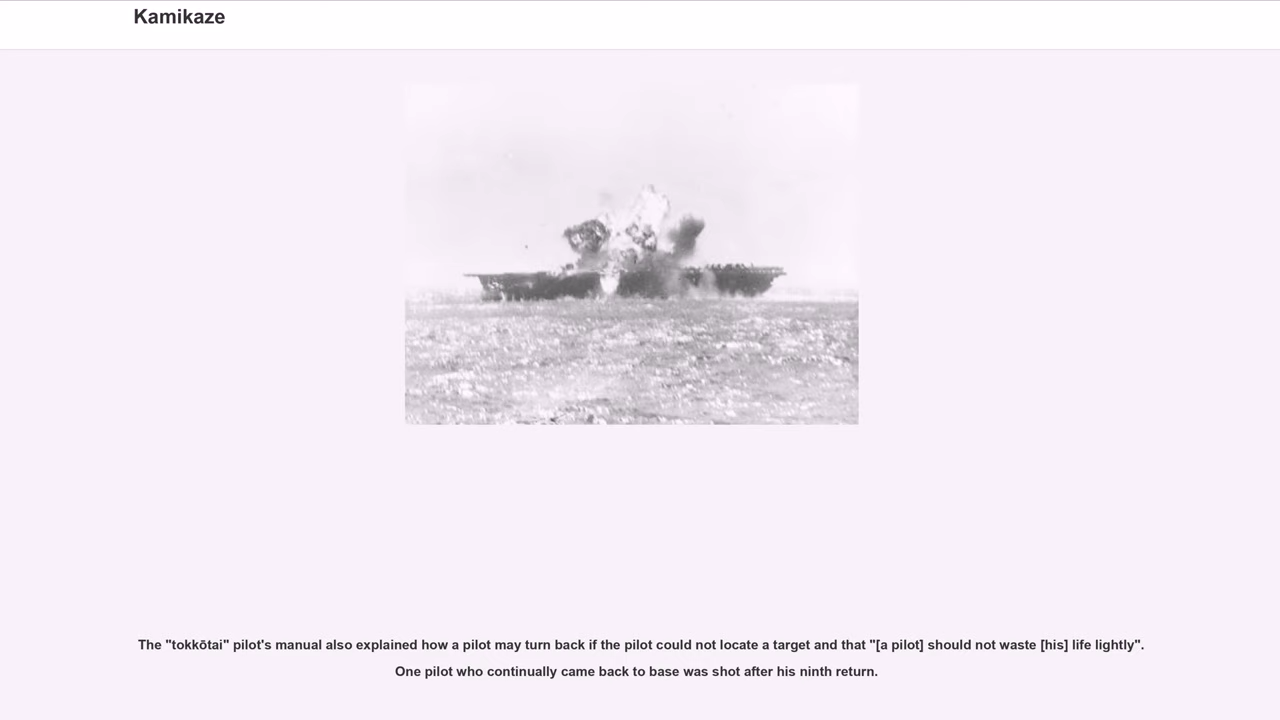 Kamikaze
The "tokkōtai" pilot's manual also explained how a pilot may turn back if the pilot could not locate a target and that "[a pilot] should not waste [his] life lightly".
One pilot who continually came back to base was shot after his ninth return.